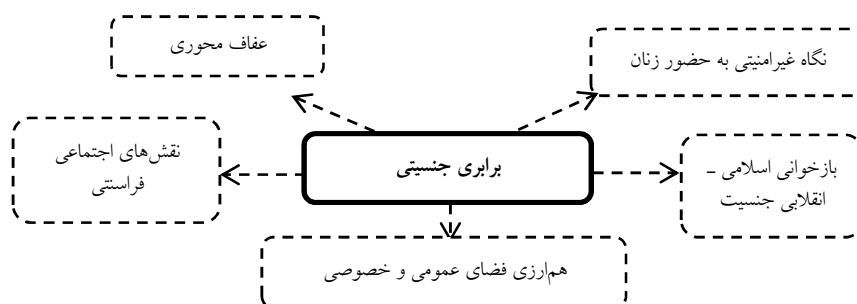 عفاف محوری
نگاه غیرامنیتی به حضور زنان
نقش‌های اجتماعی
فراسنتی
برابری جنسیتی
بازخوانی اسلامی –
انقلابی جنسیت
هم‌ارزی فضای عمومی و خصوصی